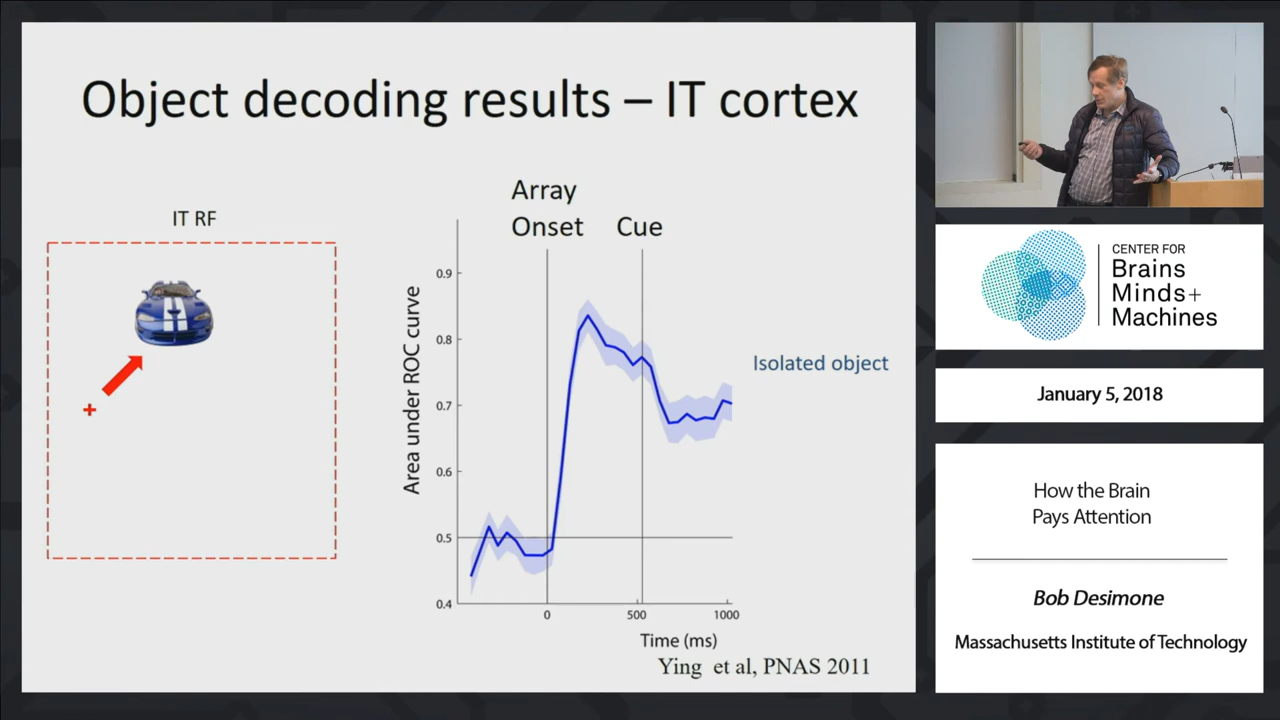 Object decoding results – IT cortex
IT RF
+
Array
Onset
Cue
Area under ROC curve
0.9
0.8
0.7
0.6
0.5
0.4
0
500
1000
Time (ms)
Isolated object
Ying et al, PNAS 2011
CENTER FOR
Brains
Minds+
Machines
January 5, 2018
How the Brain
Pays Attention
Bob Desimone
Massachusetts Institute of Technology